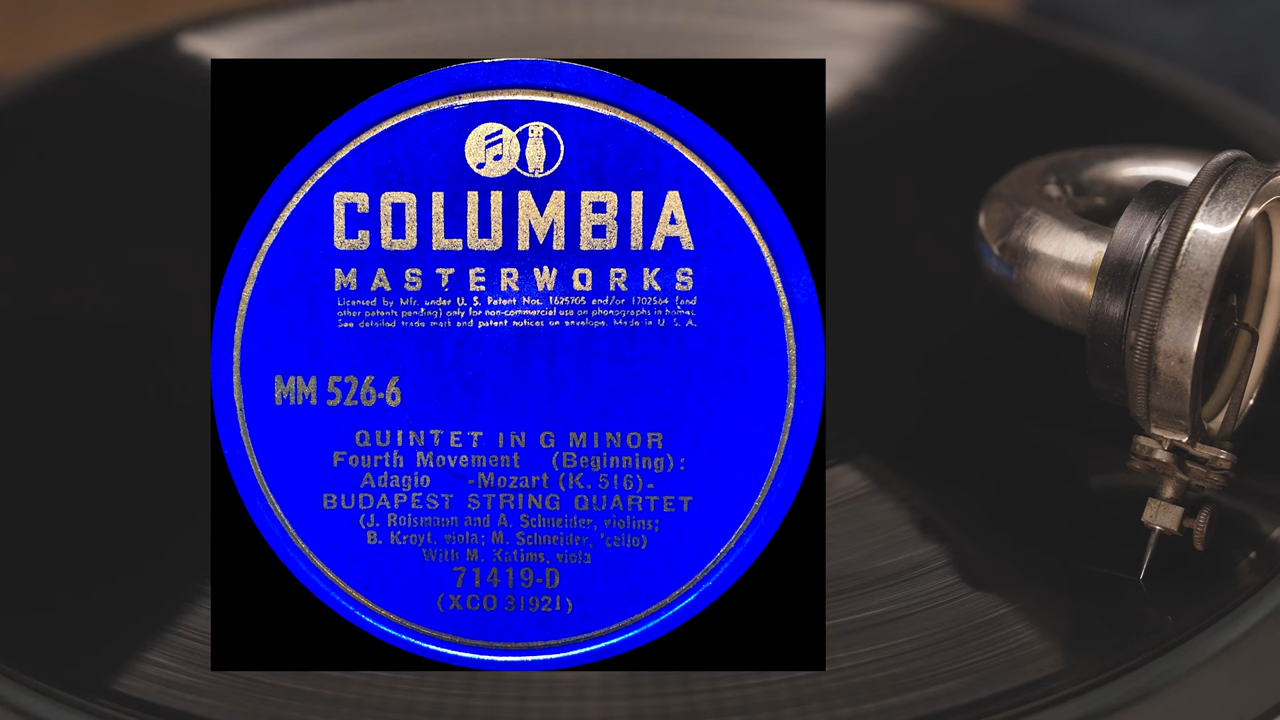 COLUMBIA
MASTERWORKS
Licensed by Mfr. under U. S. Patent Nos. 1625705 and/or 1702564 (and
other patents pending) only for non-commercial use on phonographs in homes.
See detailed trade mark and patent notices on envelope. Made in U. S. A.
MM 526-6
QUINTET IN G MINOR
Fourth Movement (Beginning):
Adagio -Mozart (K. 516)-
BUDAPEST STRING QUARTET
(J. Roismann and A. Schneider, violins;
B. Kroyt, viola; M. Schneider, 'cello)
With M. Katims, viola
71419-D
(XCO 31921)